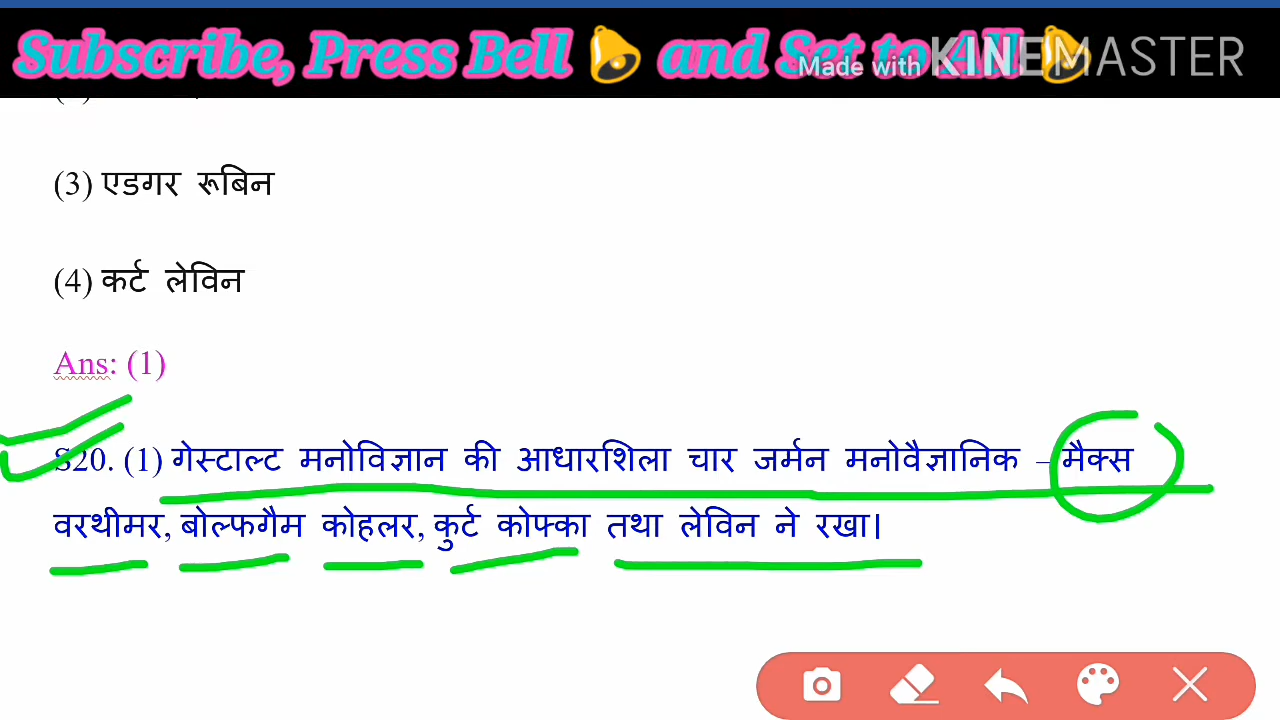 Subscribe, Press Bell 🔔 and Set to All 🔔
Made with KINEMASTER
(3) एडगर रूबिन
(4) कर्ट लेविन
Ans: (1)
S20. (1) गेस्टाल्ट मनोविज्ञान की आधारशिला चार जर्मन मनोवैज्ञानिक – मैक्स
वरथीमर, बोल्फगैम कोहलर, कुर्ट कोफ्का तथा लेविन ने रखा।